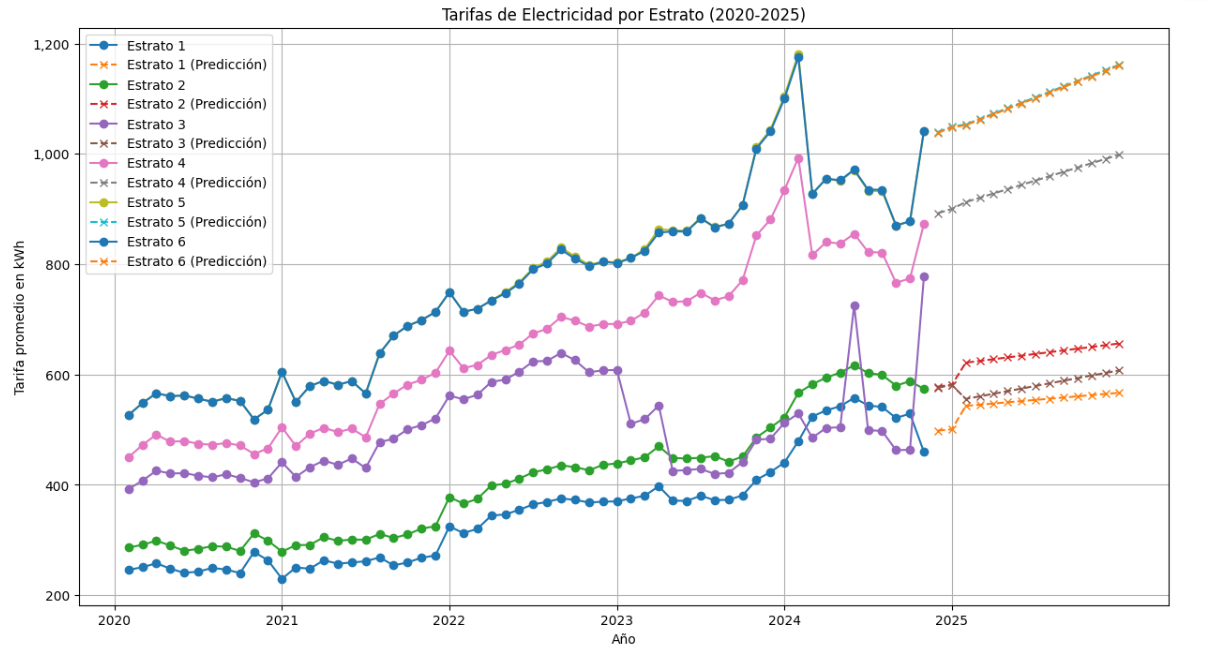 Tarifas de Electricidad por Estrato (2020-2025)
Estrato 1
Estrato 1 (Predicción)
Estrato 2
Estrato 2 (Predicción)
Estrato 3
Estrato 3 (Predicción)
Estrato 4
Estrato 4 (Predicción)
Estrato 5
Estrato 5 (Predicción)
Estrato 6
Estrato 6 (Predicción)
Tarifa promedio en kWh
1,200
1,000
800
600
400
200
2020 2021 2022 2023 2024 2025
Año